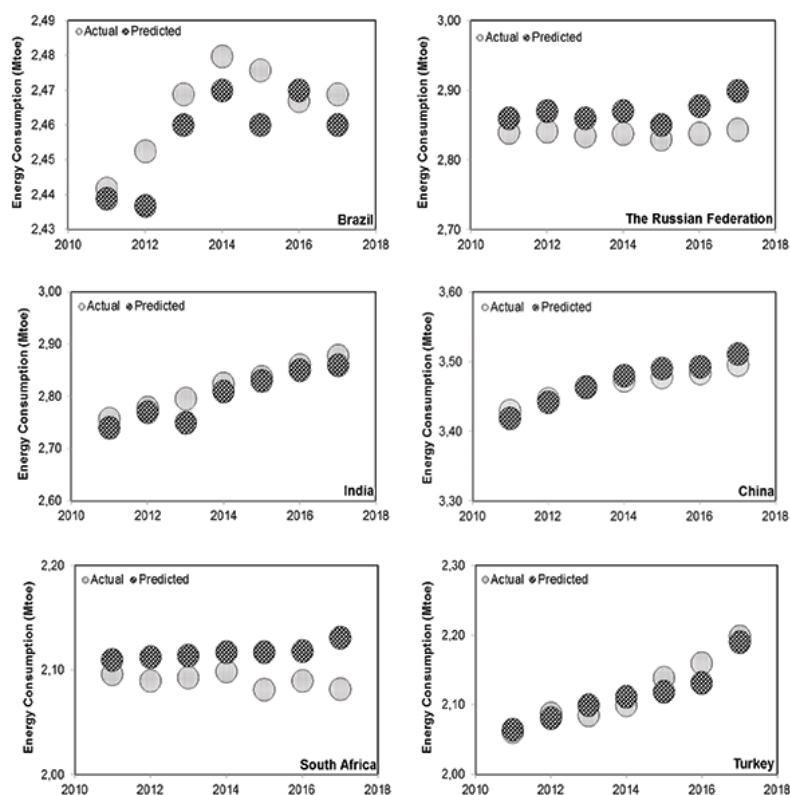 Energy Consumption (Mtoe)
2,49
2,48
2,47
2,46
2,45
2,44
2,43
Actual Predicted
Brazil
2010 2012 2014 2016 2018
Energy Consumption (Mtoe)
3,00
2,90
2,80
2,70
Actual Predicted
The Russian Federation
2010 2012 2014 2016 2018
Energy Consumption (Mtoe)
3,00
2,90
2,80
2,70
2,60
Actual Predicted
India
2010 2012 2014 2016 2018
Energy Consumption (Mtoe)
3,60
3,50
3,40
3,30
Actual Predicted
China
2010 2012 2014 2016 2018
Energy Consumption (Mtoe)
2,20
2,10
2,00
Actual Predicted
South Africa
2010 2012 2014 2016 2018
Energy Consumption (Mtoe)
2,30
2,20
2,10
2,00
Actual Predicted
Turkey
2010 2012 2014 2016 2018